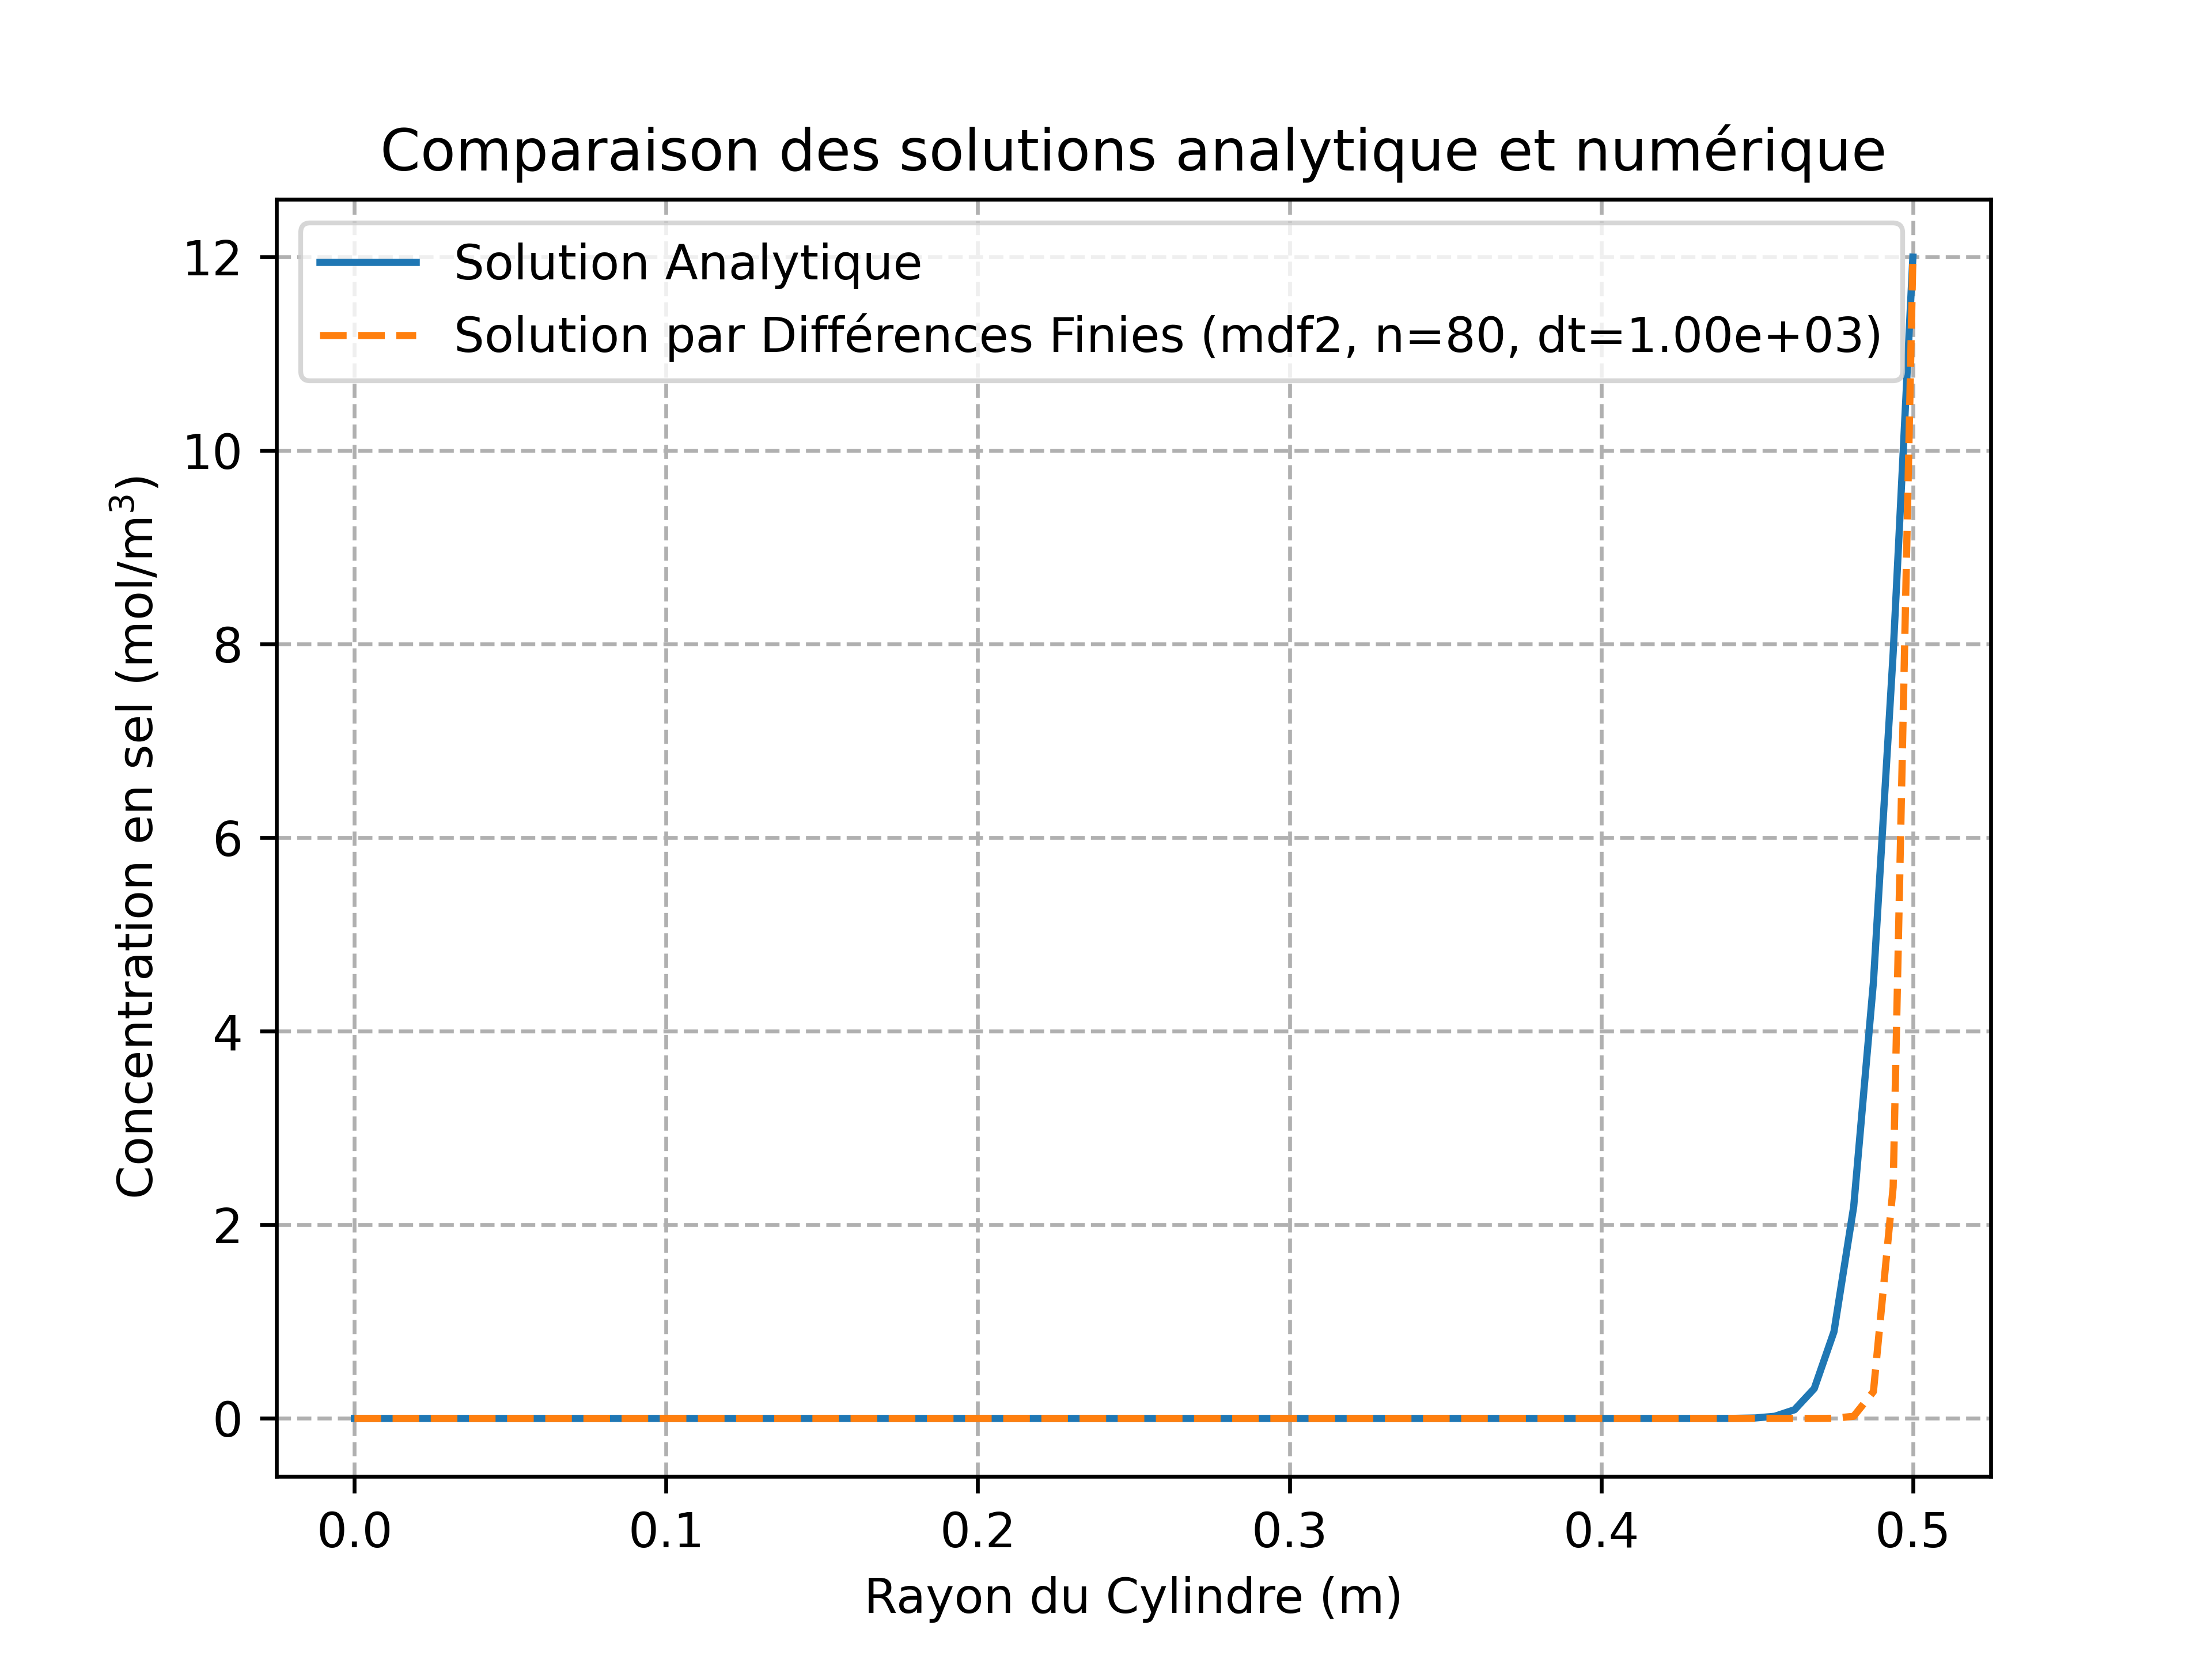 Comparaison des solutions analytique et numérique
Solution Analytique
Solution par Différences Finies (mdf2, n=80, dt=1.00e+03)
Concentration en sel (mol/m³)
12
10
8
6
4
2
0
0.0 0.1 0.2 0.3 0.4 0.5
Rayon du Cylindre (m)